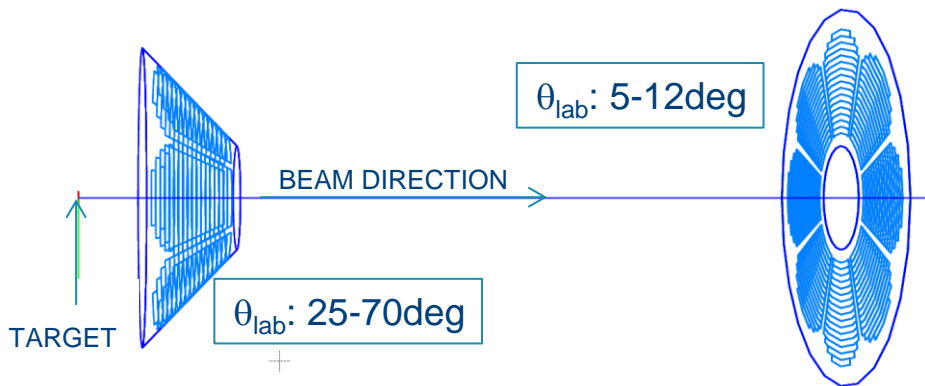 θlab: 5-12deg
BEAM DIRECTION
θlab: 25-70deg
TARGET